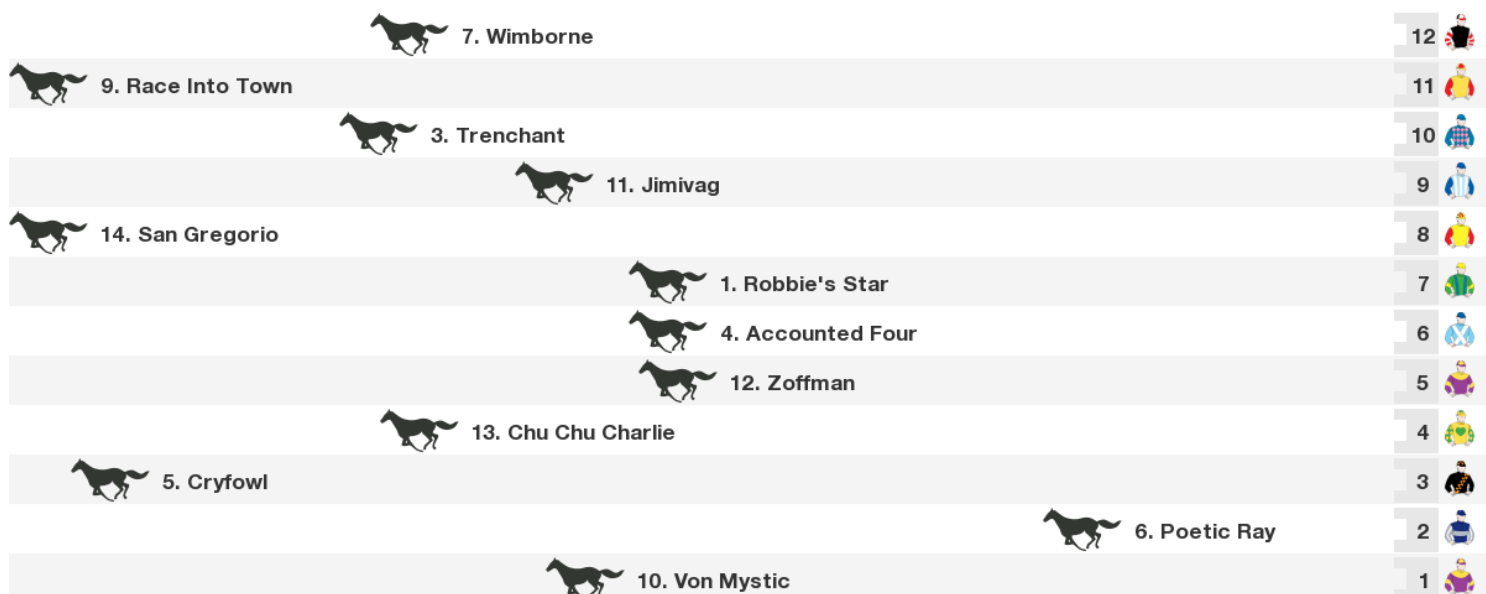 7. Wimborne 12
9. Race Into Town 11
3. Trenchant 10
11. Jimivag 9
14. San Gregorio 8
1. Robbie's Star 7
4. Accounted Four 6
12. Zoffman 5
13. Chu Chu Charlie 4
5. Cryfowl 3
6. Poetic Ray 2
10. Von Mystic 1